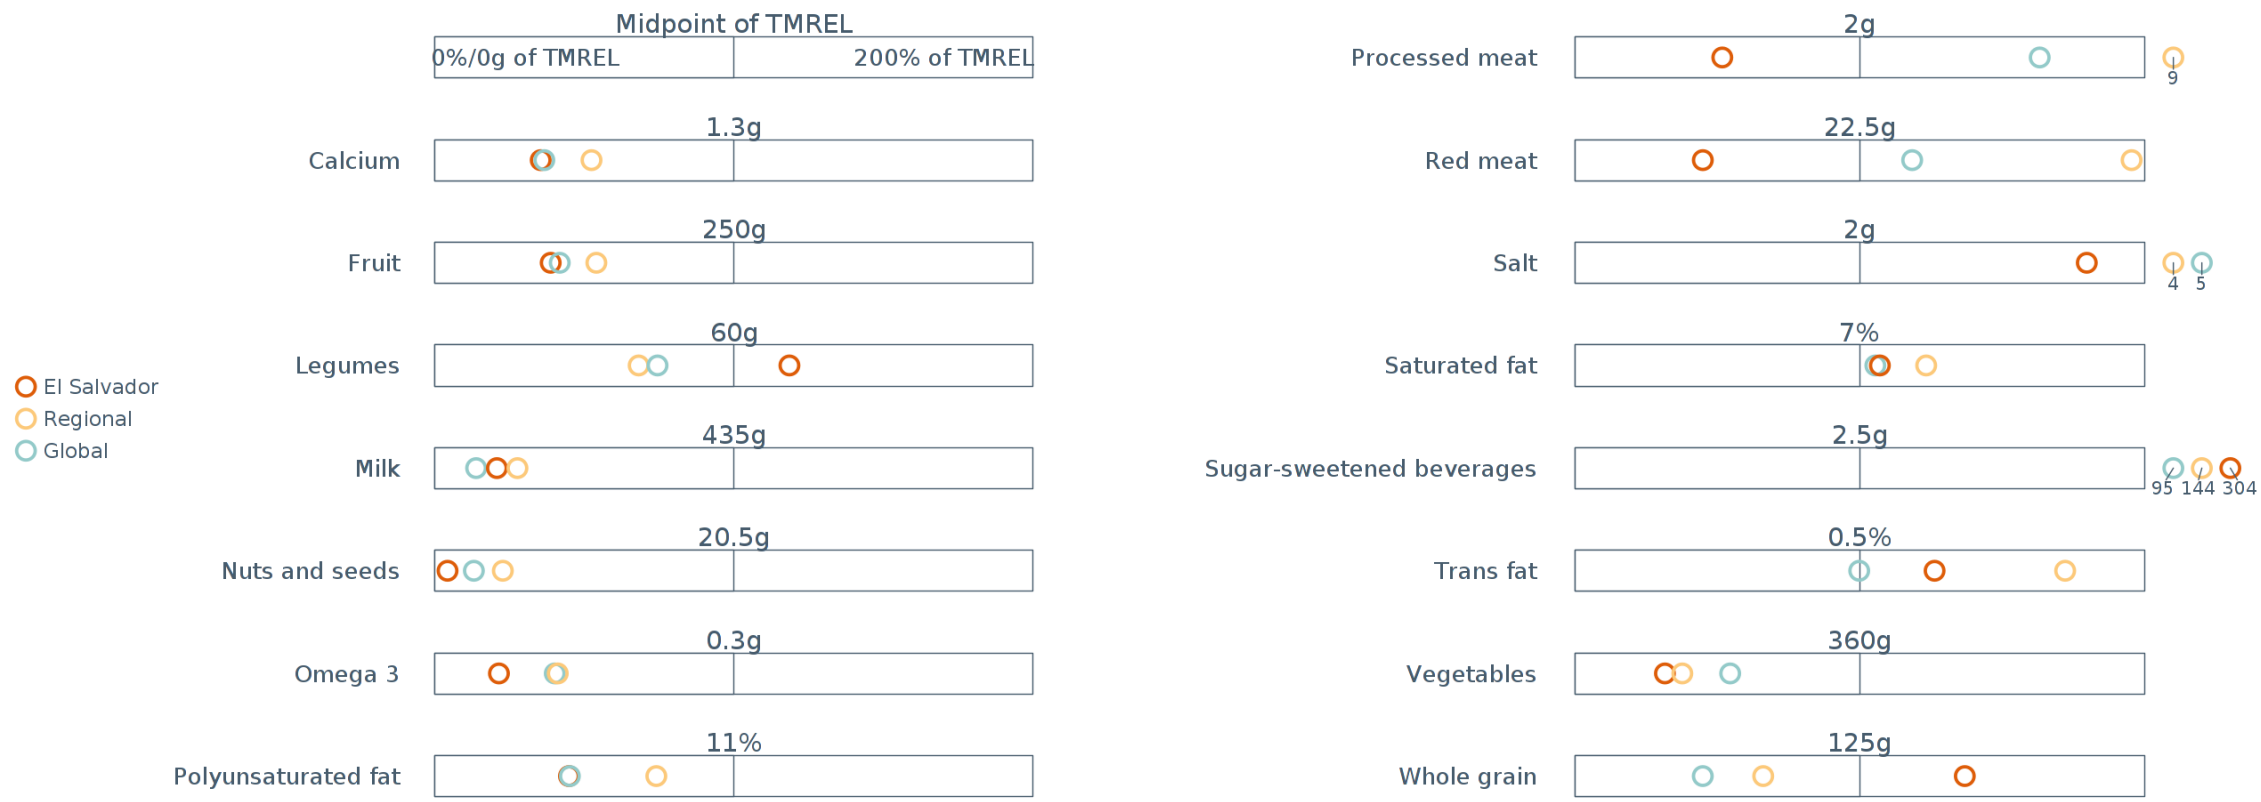 Midpoint of TMREL
0%/0g of TMREL
200% of TMREL
1.3g
Calcium
250g
Fruit
60g
Legumes
435g
Milk
20.5g
Nuts and seeds
0.3g
Omega 3
11%
Polyunsaturated fat
El Salvador
Regional
Global
2g
Processed meat
9
22.5g
Red meat
2g
Salt
4 5
7%
Saturated fat
2.5g
Sugar-sweetened beverages
95 144 304
0.5%
Trans fat
360g
Vegetables
125g
Whole grain